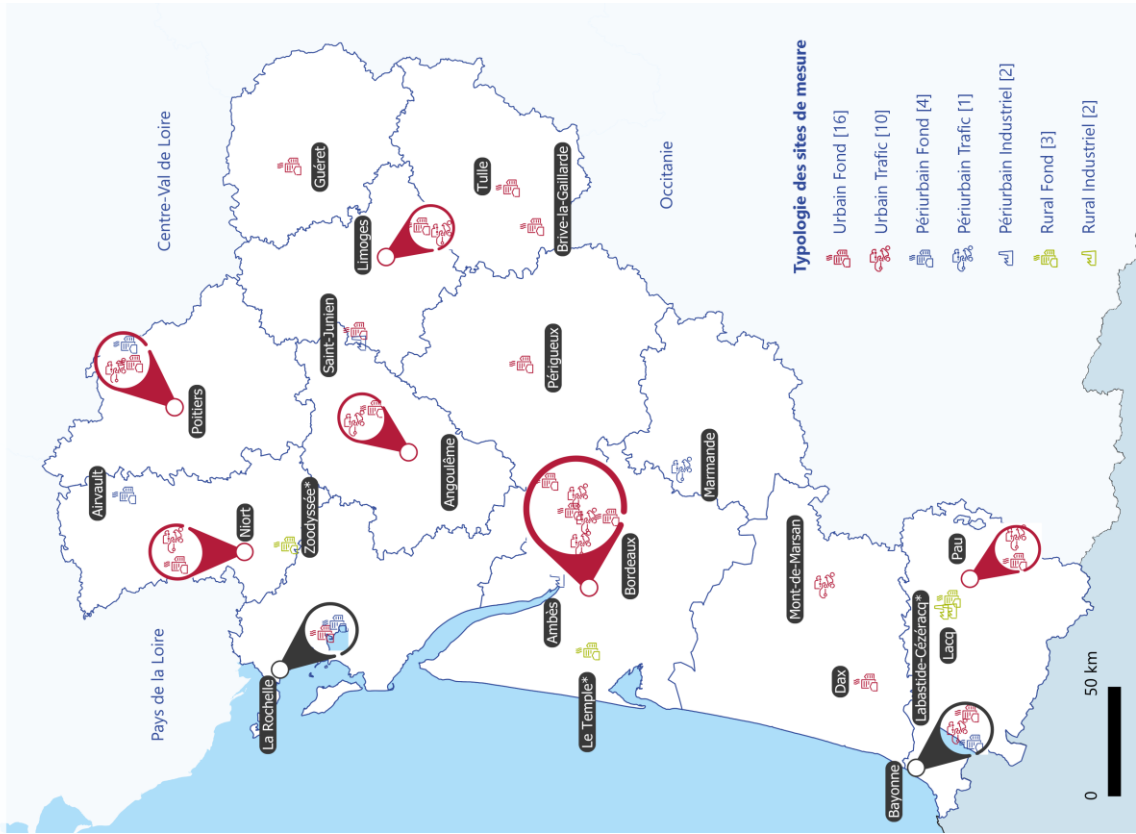 Pays de la Loire
Centre-Val de Loire
Airvault
Poitiers
Niort
Guéret
Zoodyssée*
La Rochelle
Saint-Junien
Limoges
Angoulême
Tulle
Brive-la-Gaillarde
Périgueux
Ambès
Le Temple*
Bordeaux
Occitanie
Marmande
Mont-de-Marsan
Dax
Labastide-Cézéracq*
Lacq
Pau
Bayonne
0
50 km
Typologie des sites de mesure
Urbain Fond [16]
Urbain Trafic [10]
Périurbain Fond [4]
Périurbain Trafic [1]
Périurbain Industriel [2]
Rural Fond [3]
Rural Industriel [2]